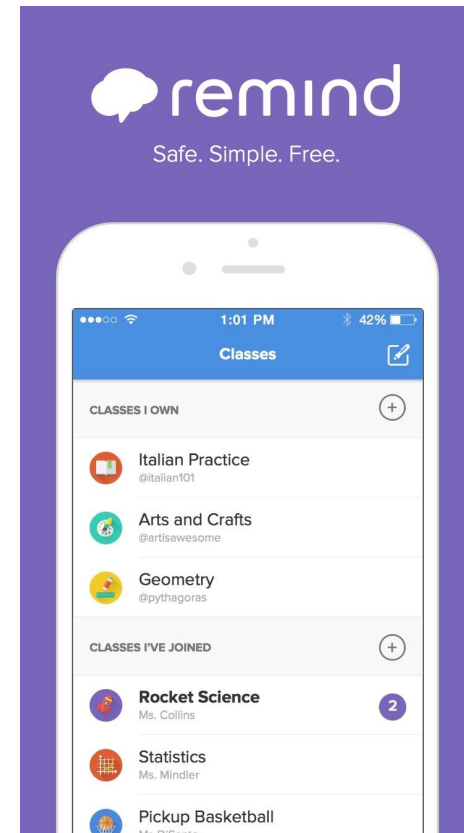 remind
Safe. Simple. Free.
1:01 PM
42%
Classes
CLASSES I OWN
Italian Practice
@italian101
Arts and Crafts
@artisawesome
Geometry
@pythagoras
CLASSES I'VE JOINED
Rocket Science
2
Ms. Collins
Statistics
Ms. Mindler
Pickup Basketball